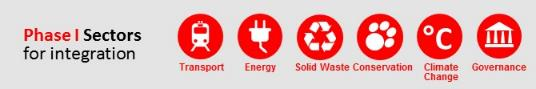 Phase I Sectors
for integration
°C
Transport Energy Solid Waste Conservation Climate Change Governance